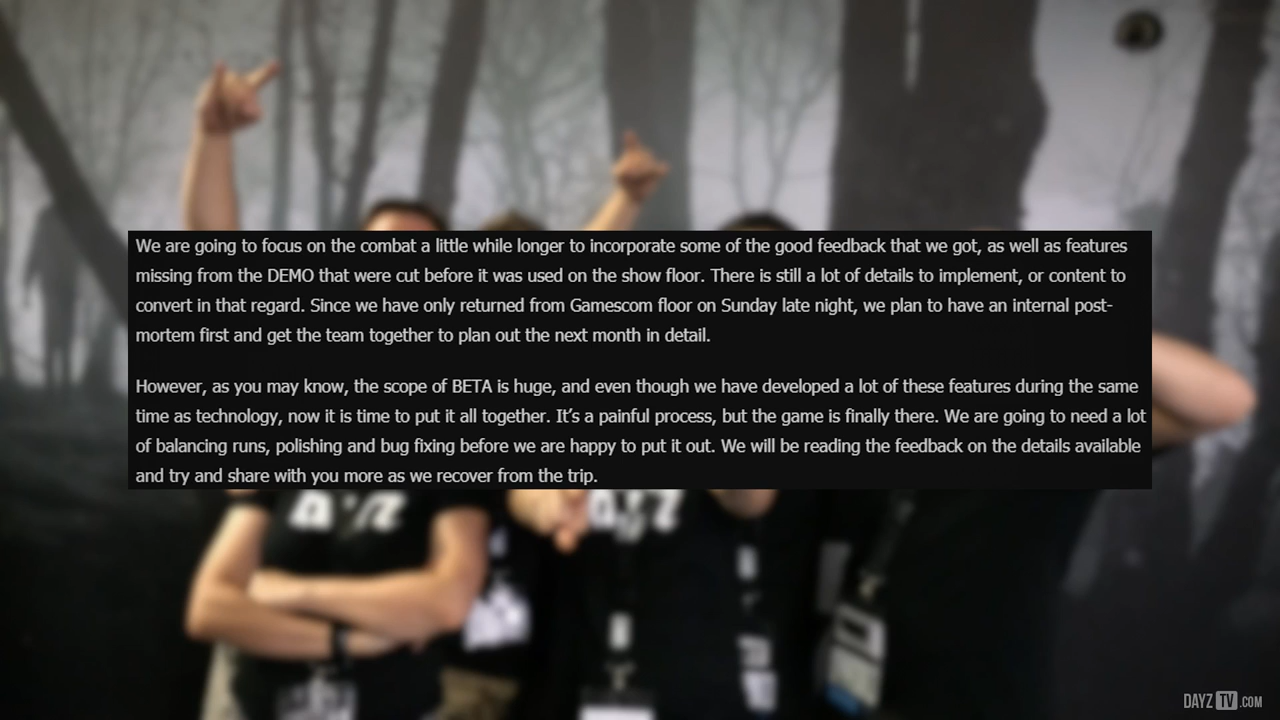 We are going to focus on the combat a little while longer to incorporate some of the good feedback that we got, as well as features
missing from the DEMO that were cut before it was used on the show floor. There is still a lot of details to implement, or content to
convert in that regard. Since we have only returned from Gamescom floor on Sunday late night, we plan to have an internal post-
mortem first and get the team together to plan out the next month in detail.
However, as you may know, the scope of BETA is huge, and even though we have developed a lot of these features during the same
time as technology, now it is time to put it all together. It’s a painful process, but the game is finally there. We are going to need a lot
of balancing runs, polishing and bug fixing before we are happy to put it out. We will be reading the feedback on the details available
and try and share with you more as we recover from the trip.
DAYZ TV .COM